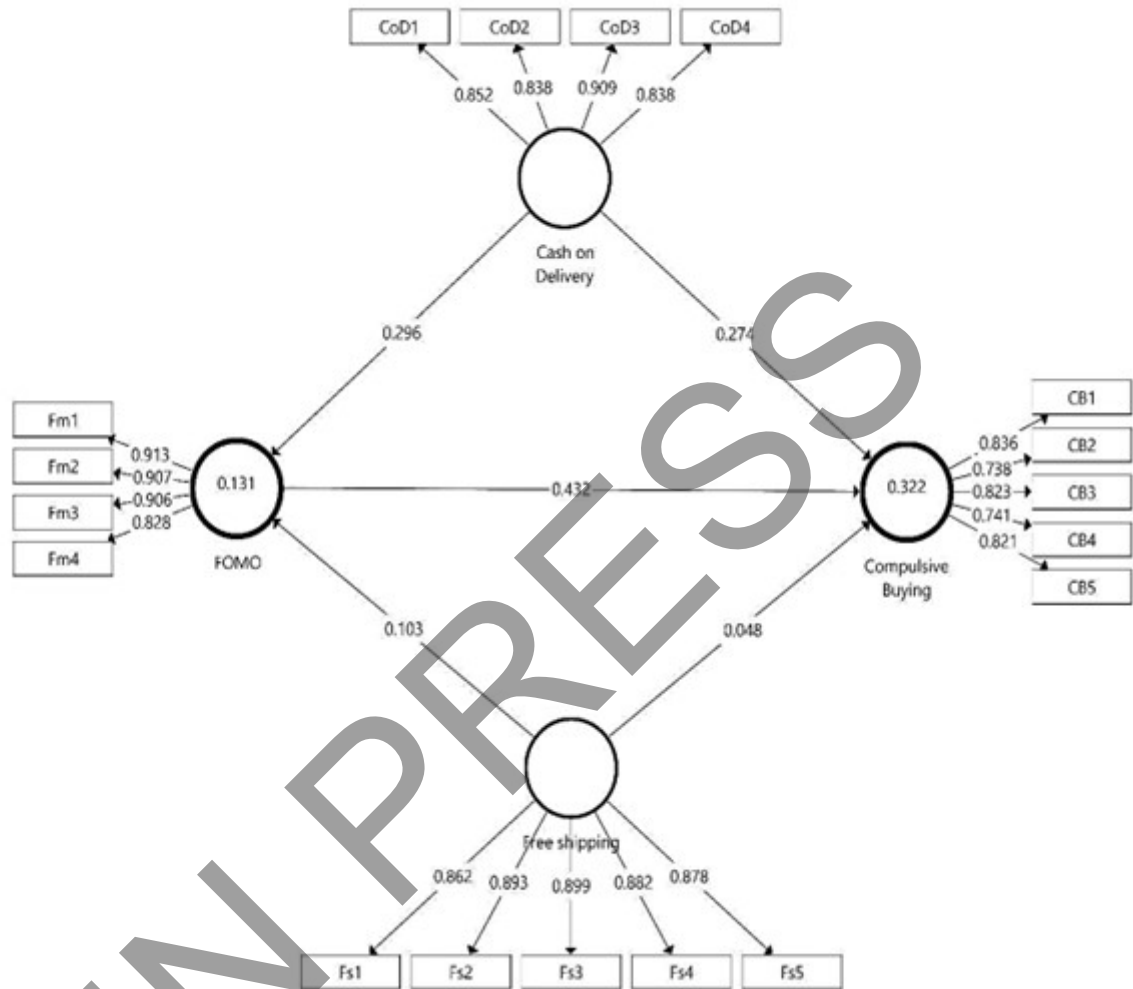 CoD1 CoD2 CoD3 CoD4
0.852 0.838 0.909 0.838
Cash on
Delivery
0.296 0.274
Fm1
Fm2
Fm3
Fm4
0.913
0.907
0.906
0.828
0.131
FOMO
0.432
0.322
Compulsive
Buying
0.836
0.738
0.823
0.741
0.821
CB1
CB2
CB3
CB4
CB5
0.103 0.048
Free shipping
0.862 0.893 0.899 0.882 0.878
Fs1 Fs2 Fs3 Fs4 Fs5
IN PRESS